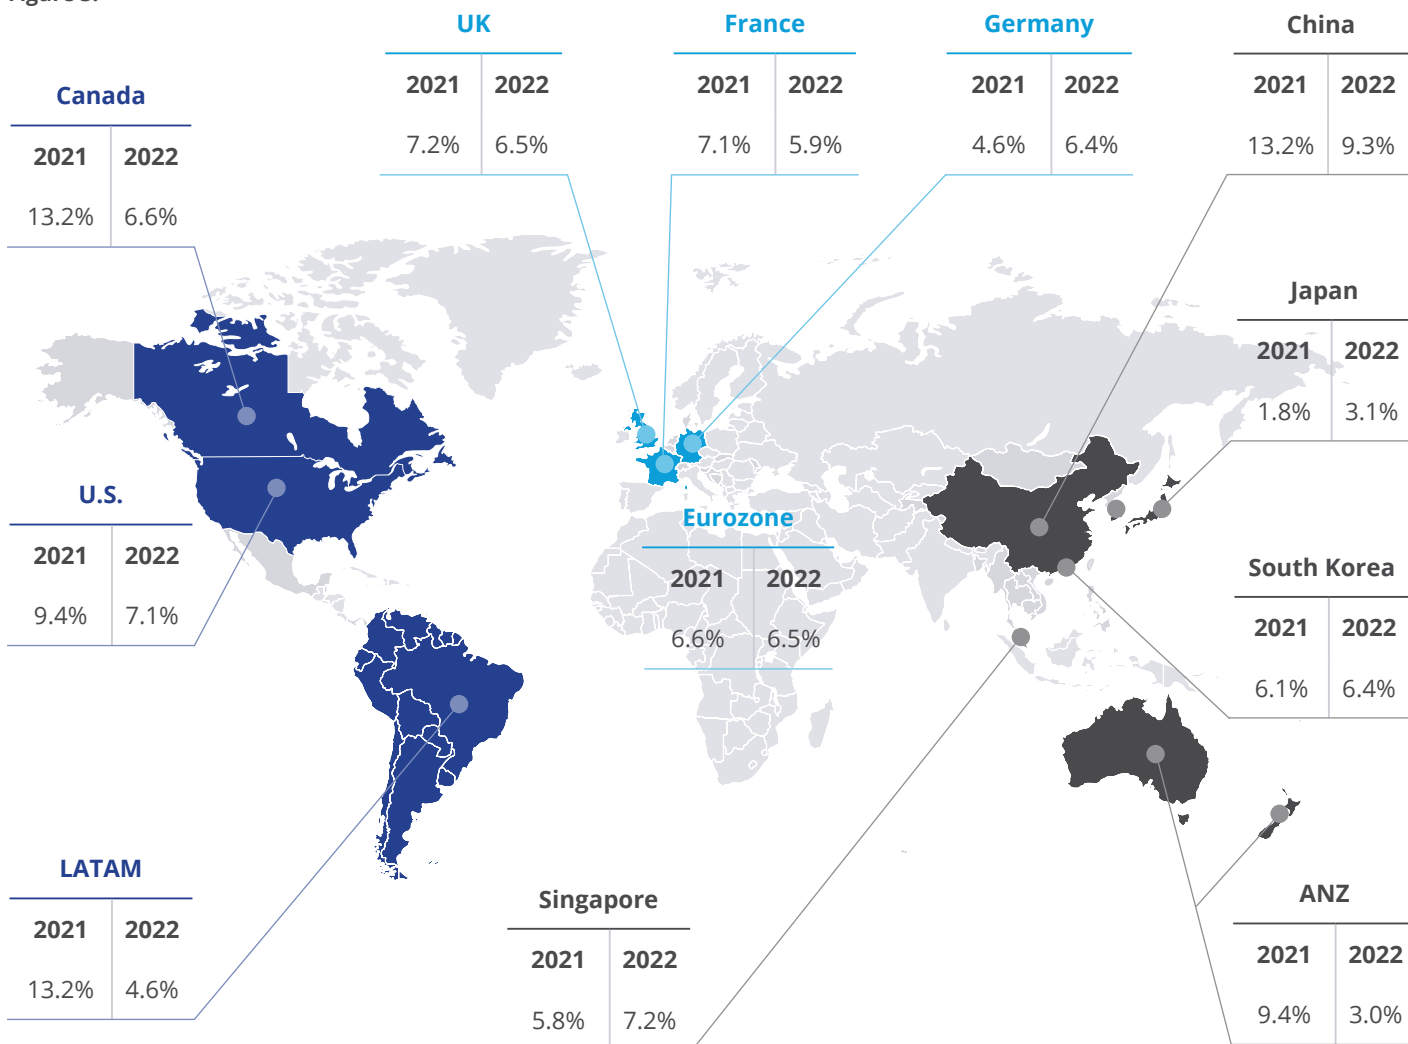 UK
2021 2022
7.2% 6.5%
France
2021 2022
7.1% 5.9%
Germany
2021 2022
4.6% 6.4%
China
2021 2022
13.2% 9.3%
Canada
2021 2022
13.2% 6.6%
Japan
2021 2022
1.8% 3.1%
U.S.
2021 2022
9.4% 7.1%
Eurozone
2021 2022
6.6% 6.5%
South Korea
2021 2022
6.1% 6.4%
LATAM
2021 2022
13.2% 4.6%
Singapore
2021 2022
5.8% 7.2%
ANZ
2021 2022
9.4% 3.0%